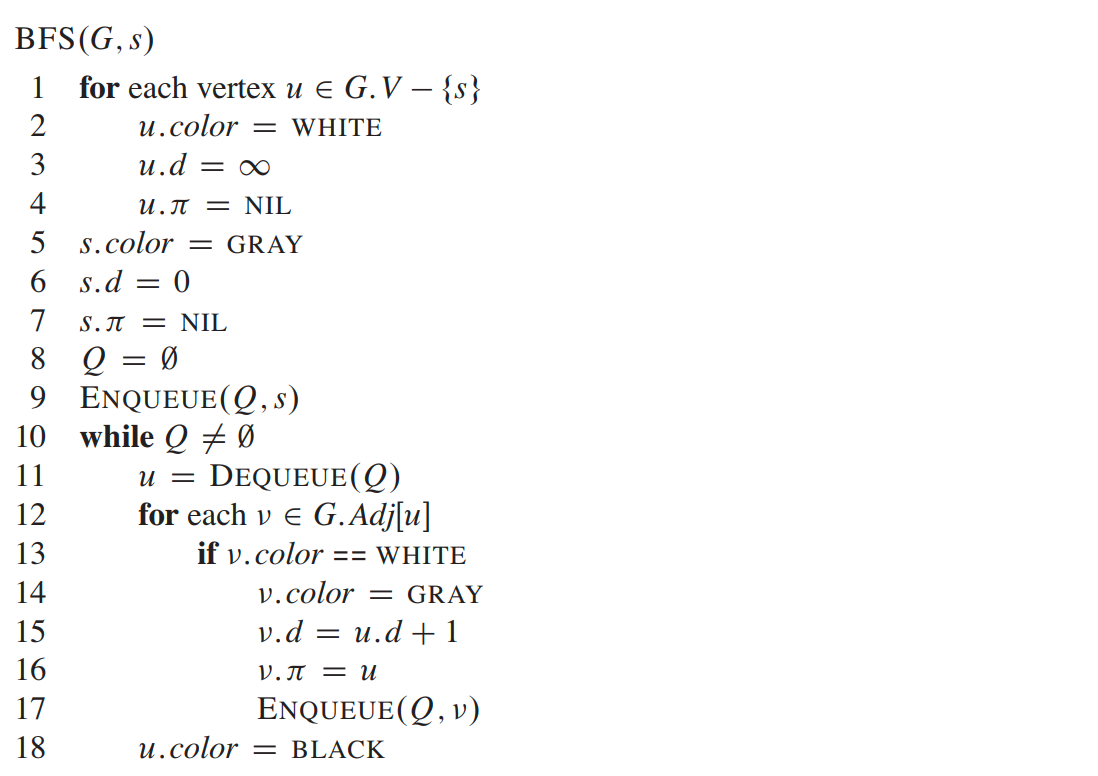 BFS(G, s)
1 for each vertex u ∈ G.V − {s}
2 u.color = WHITE
3 u.d = ∞
4 u.π = NIL
5 s.color = GRAY
6 s.d = 0
7 s.π = NIL
8 Q = ∅
9 ENQUEUE(Q, s)
10 while Q ≠ ∅
11 u = DEQUEUE(Q)
12 for each v ∈ G.Adj[u]
13 if v.color == WHITE
14 v.color = GRAY
15 v.d = u.d + 1
16 v.π = u
17 ENQUEUE(Q, v)
18 u.color = BLACK